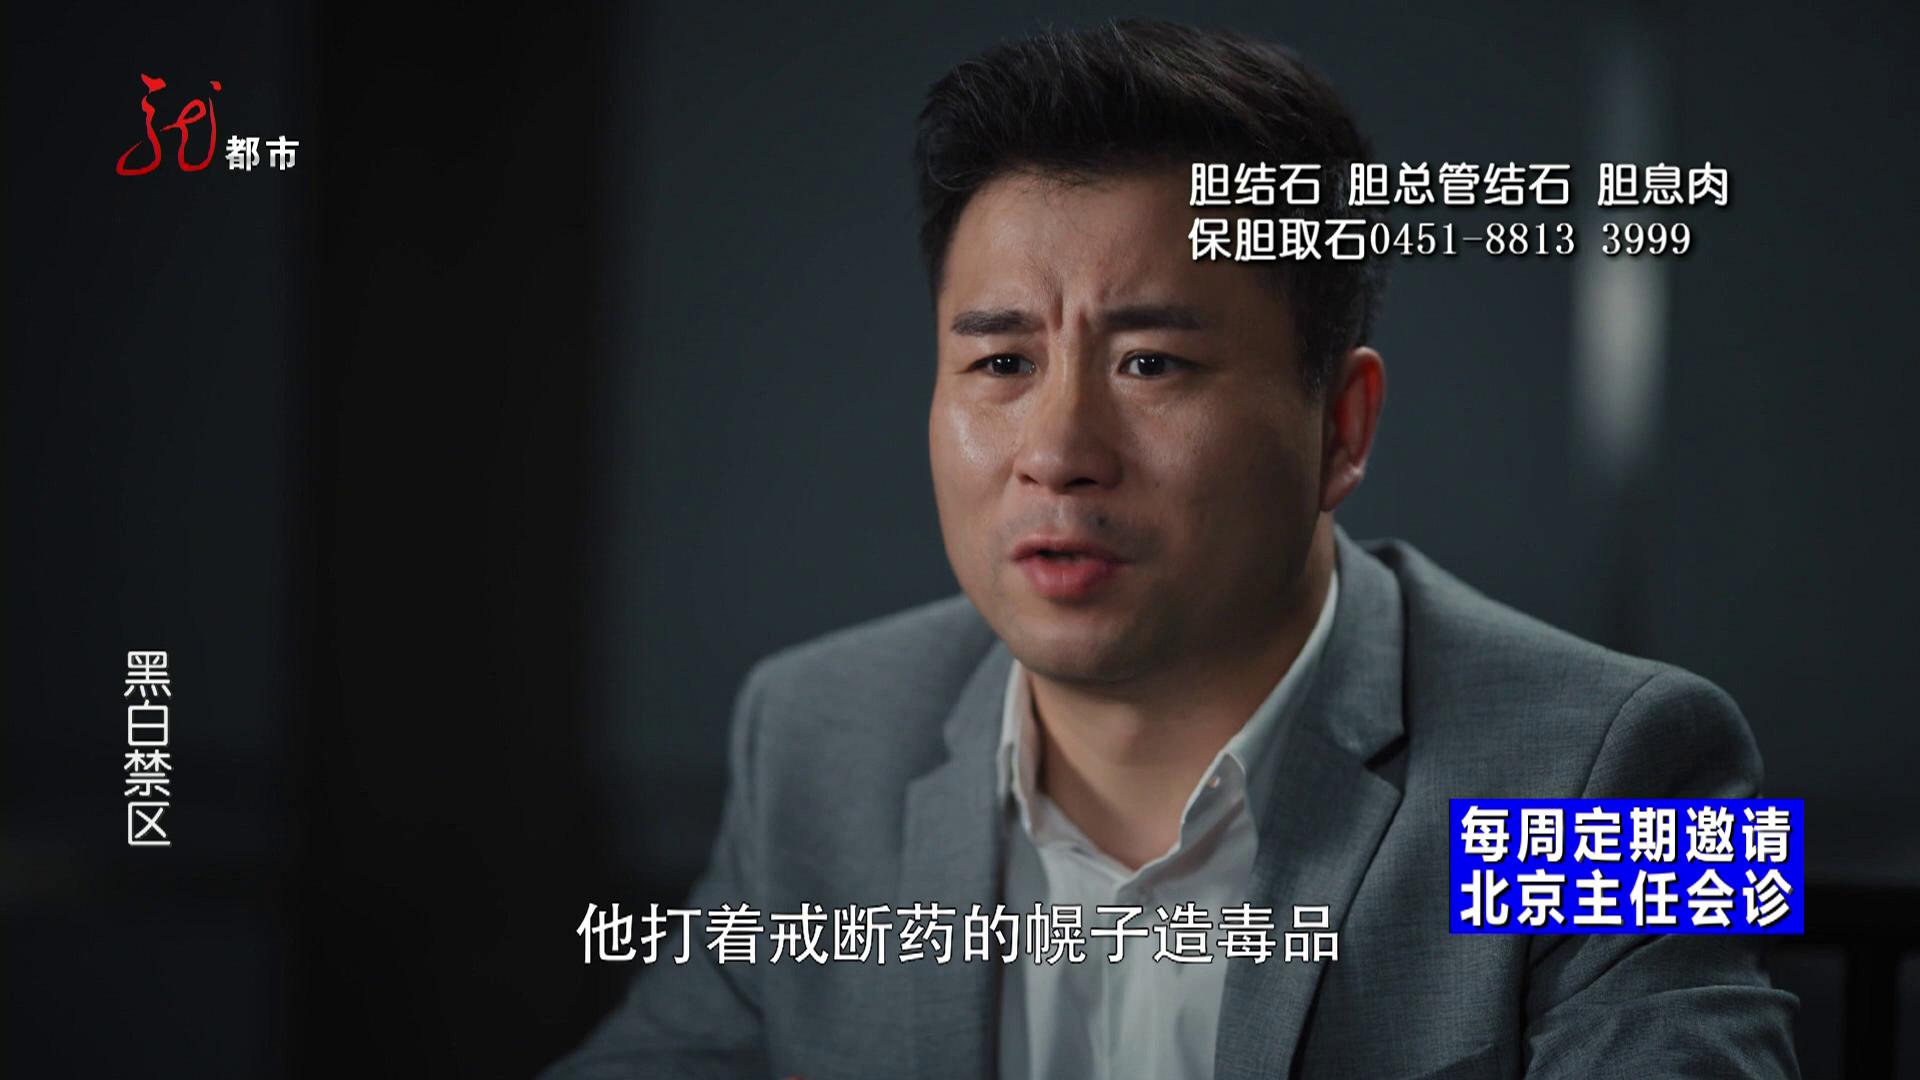 龙都市
胆结石 胆总管结石 胆息肉
保胆取石0451-8813 3999
黑白禁区
每周定期邀请
北京主任会诊
他打着戒断药的幌子造毒品